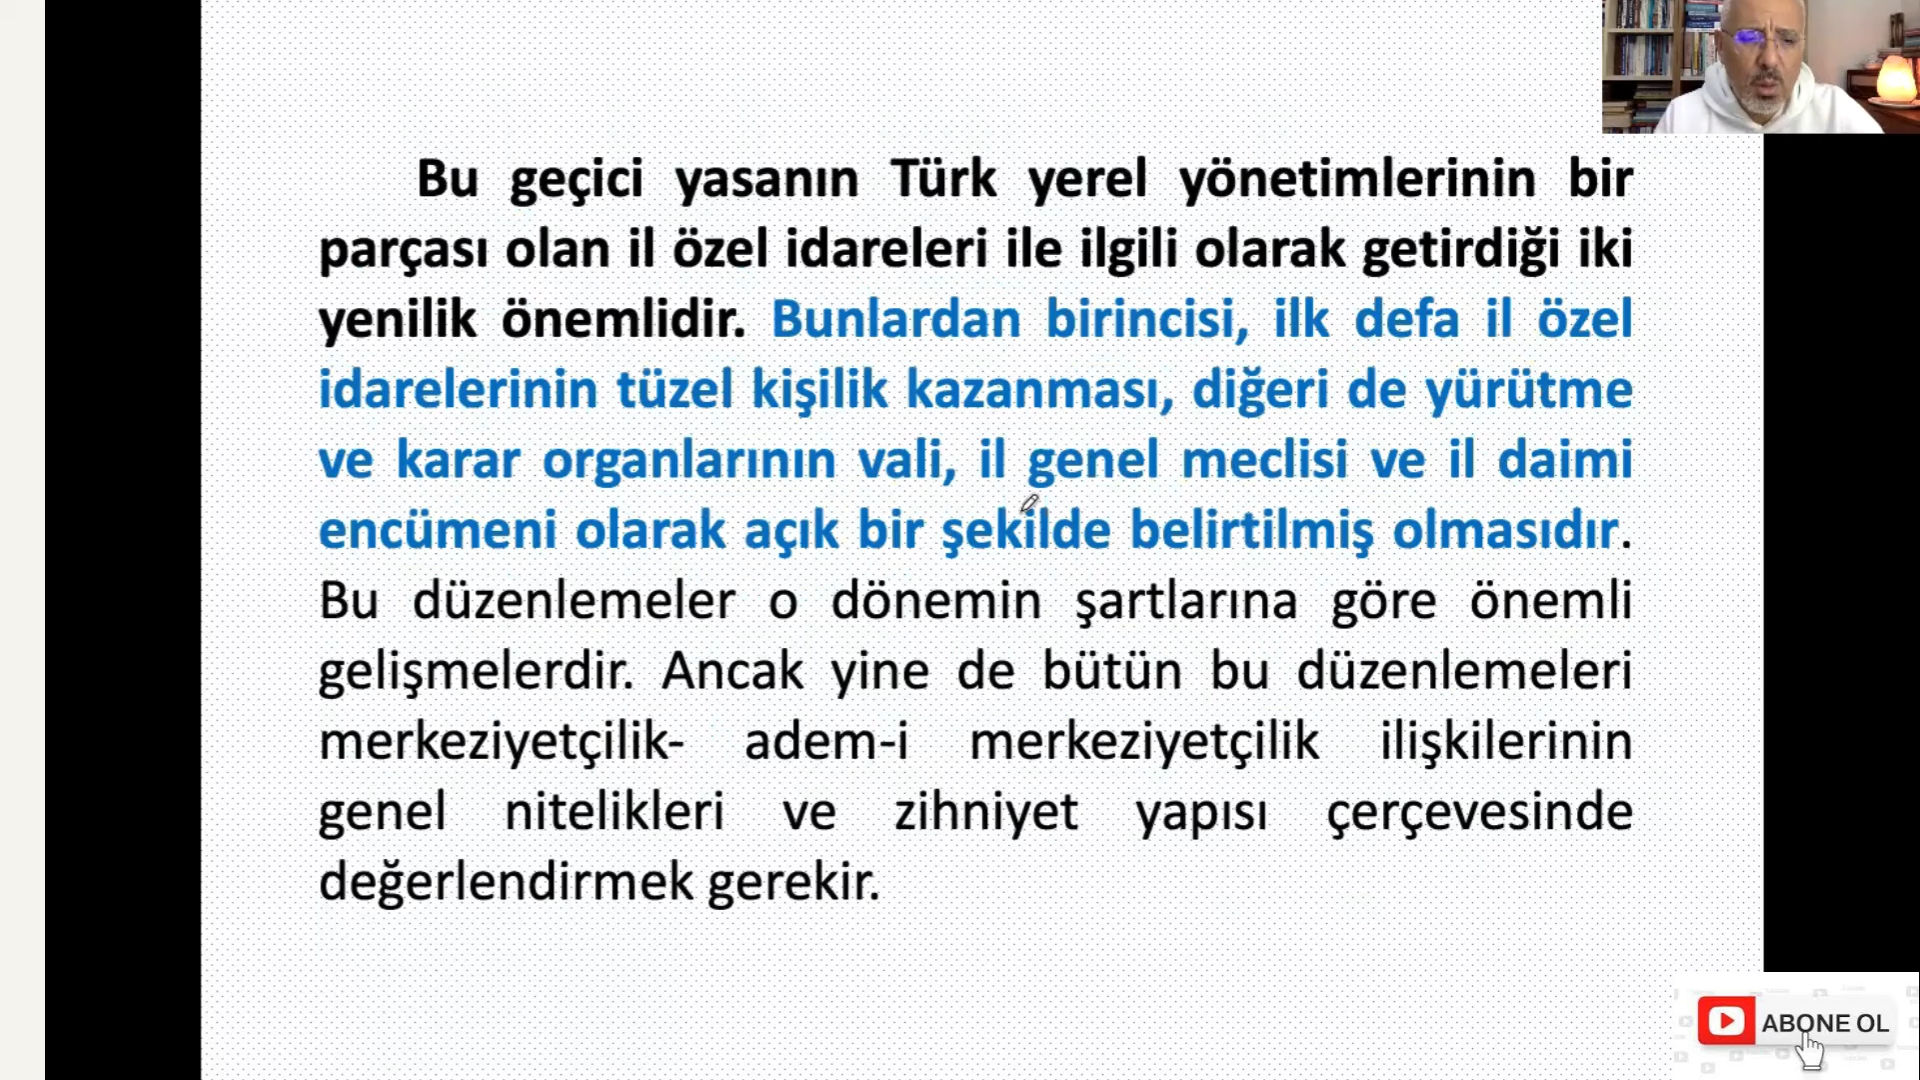 Bu geçici yasanın Türk yerel yönetimlerinin bir
parçası olan il özel idareleri ile ilgili olarak getirdiği iki
yenilik önemlidir. Bunlardan birincisi, ilk defa il özel
idarelerinin tüzel kişilik kazanması, diğeri de yürütme
ve karar organlarının vali, il genel meclisi ve il daimi
encümeni olarak açık bir şekilde belirtilmiş olmasıdır.
Bu düzenlemeler o dönemin şartlarına göre önemli
gelişmelerdir. Ancak yine de bütün bu düzenlemeleri
merkeziyetçilik- adem-i merkeziyetçilik ilişkilerinin
genel nitelikleri ve zihniyet yapısı çerçevesinde
değerlendirmek gerekir.
ABONE OL